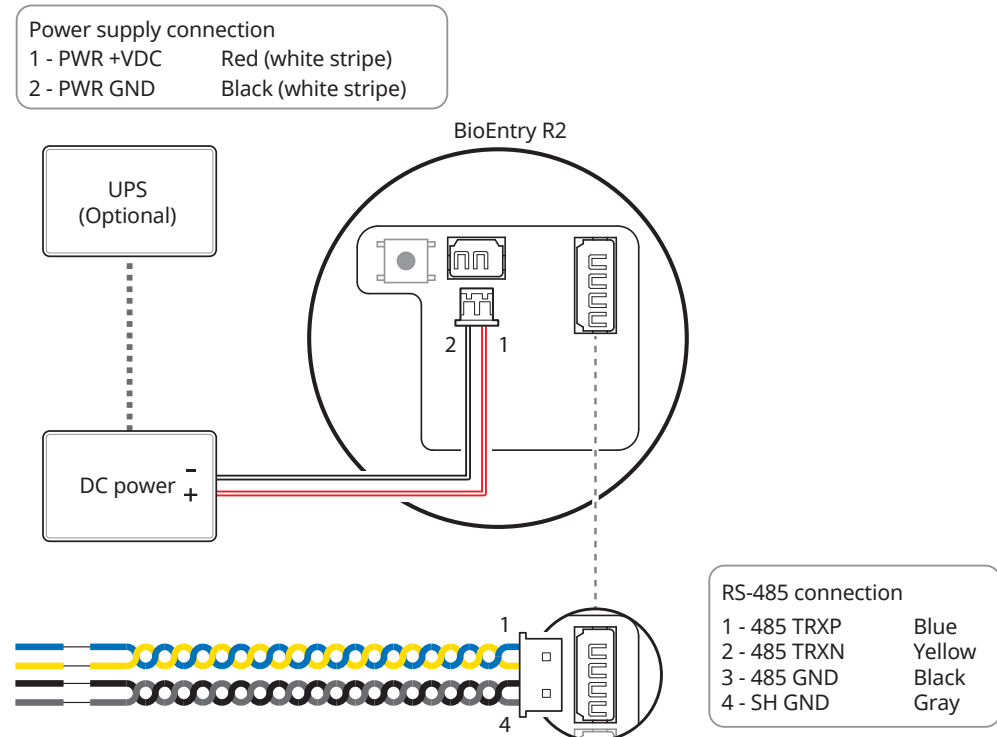 Power supply connection
1 - PWR +VDC Red (white stripe)
2 - PWR GND Black (white stripe)
BioEntry R2
UPS
(Optional)
2 1
DC power - +
RS-485 connection
1 - 485 TRXP Blue
2 - 485 TRXN Yellow
3 - 485 GND Black
4 - SH GND Gray
1
4